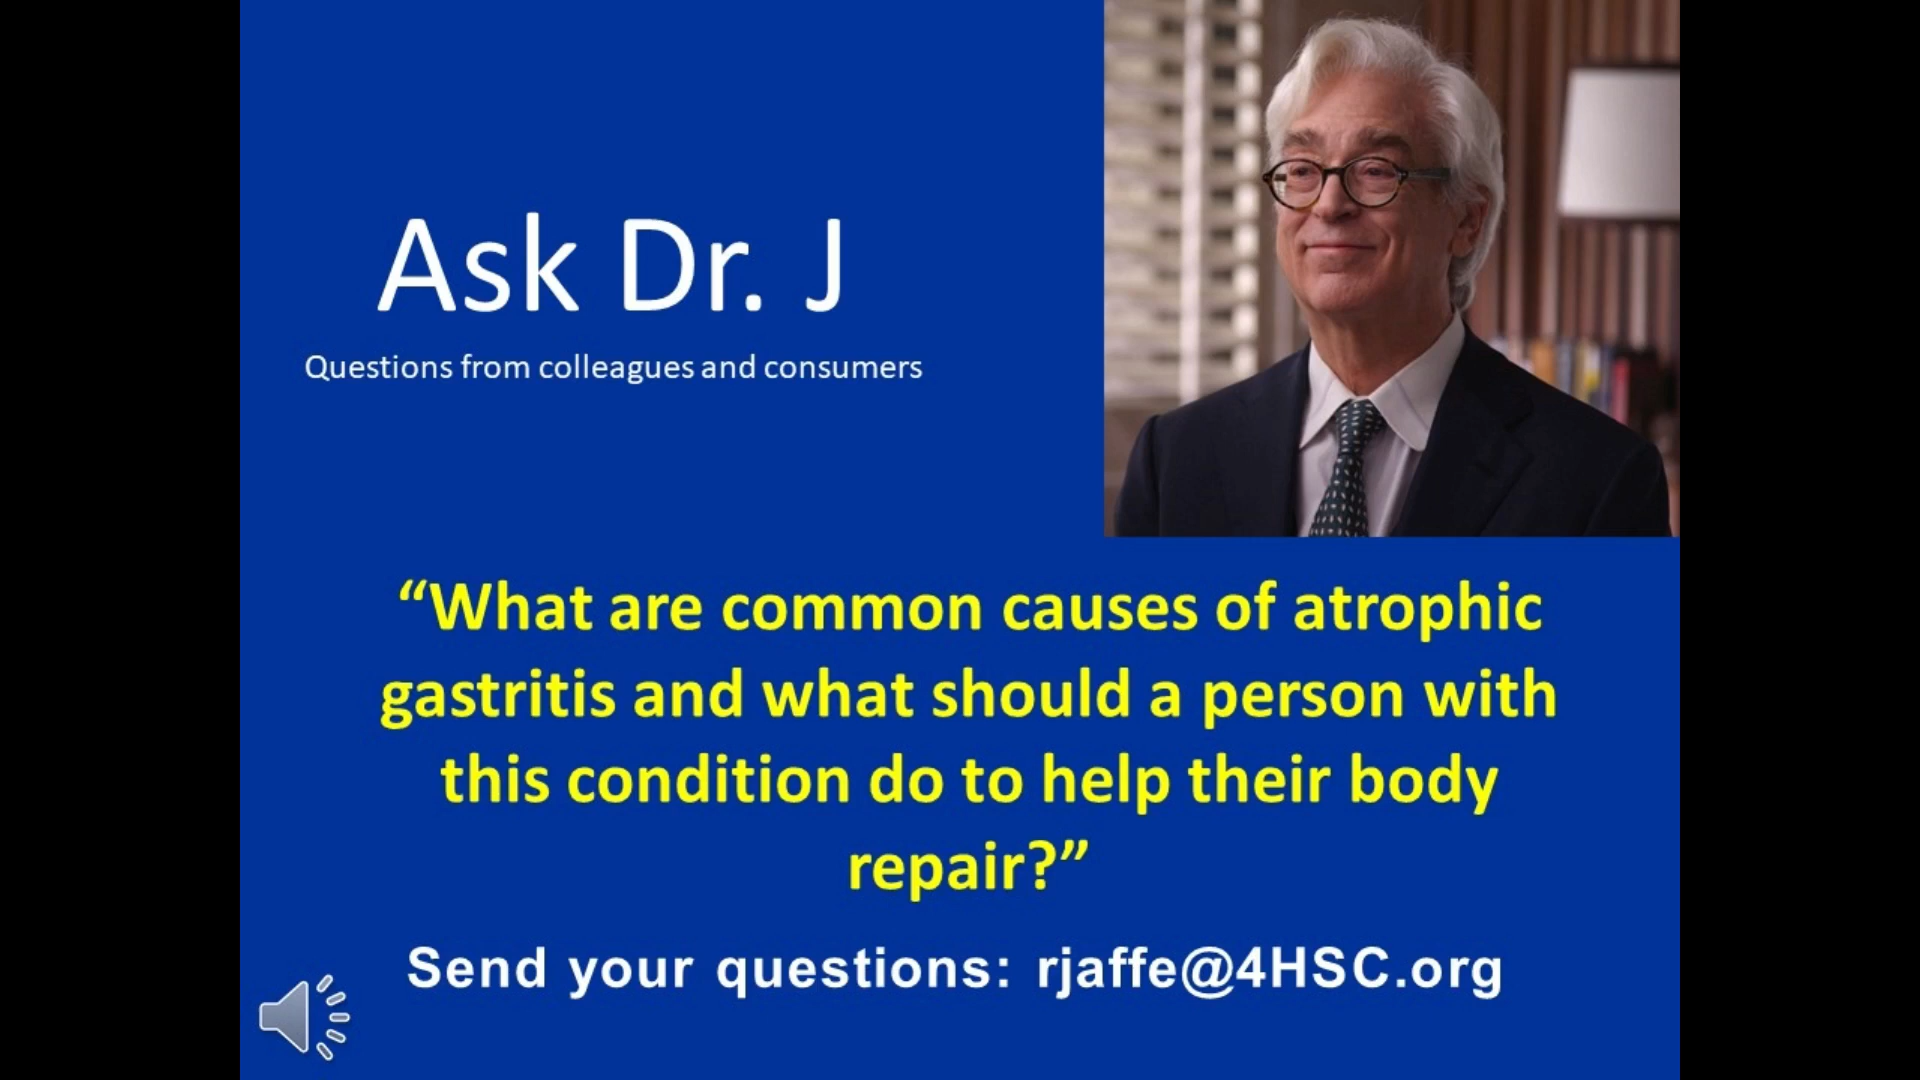 Ask Dr. J
Questions from colleagues and consumers
“What are common causes of atrophic
gastritis and what should a person with
this condition do to help their body
repair?”
Send your questions: rjaffe@4HSC.org